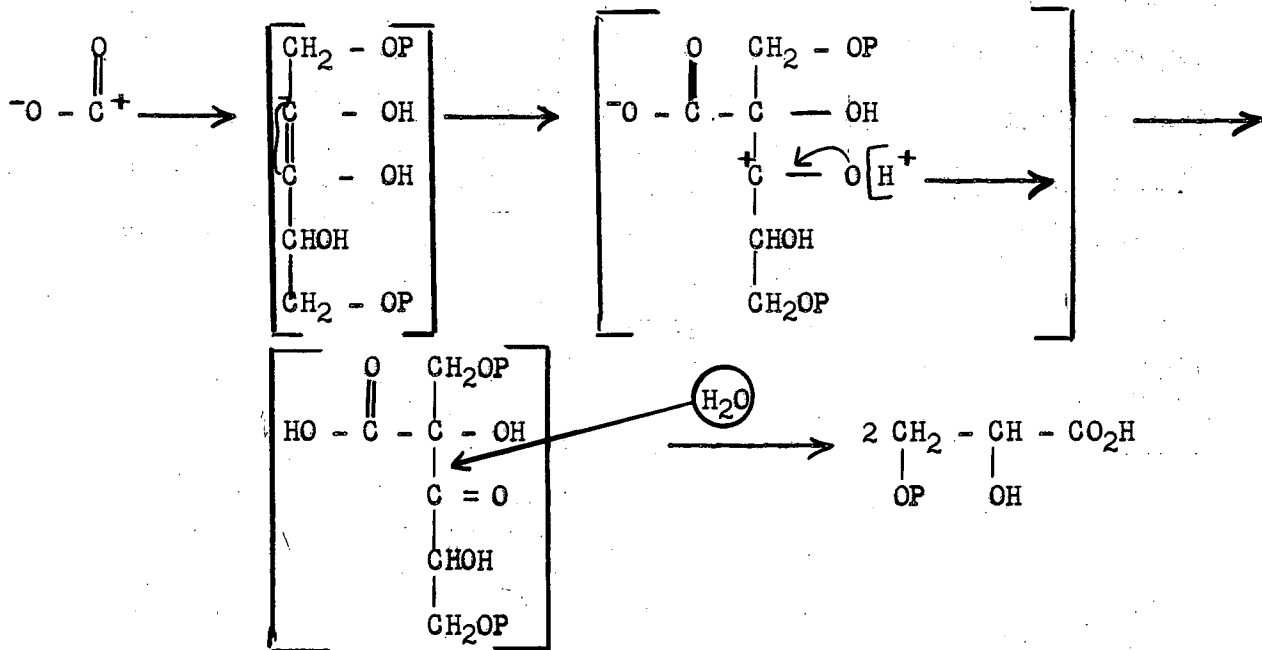 O CH2 - OP O CH2 - OP
-O - C+ C - OH -O - C - C - OH
C - OH +C - O[H+
CHOH CHOH
CH2 - OP CH2OP
O CH2OP H2O
HO - C - C - OH 2 CH2 - CH - CO2H
C = O OP OH
CHOH
CH2OP